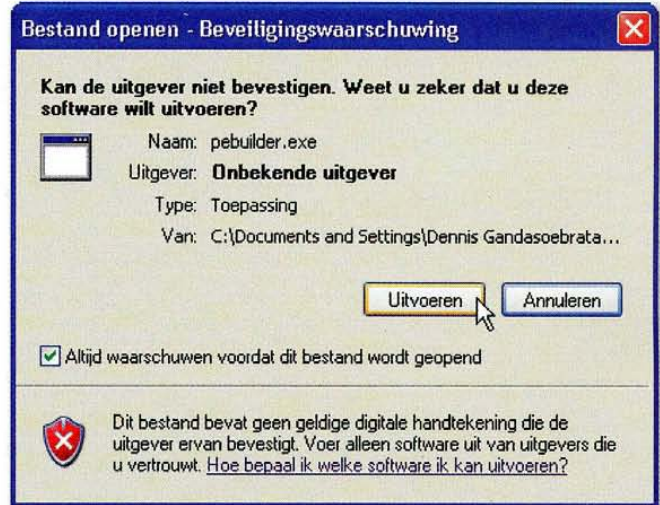 Bestand openen - Beveiligingswaarschuwing
Kan de uitgever niet bevestigen. Weet u zeker dat u deze
software wilt uitvoeren?
Naam: pebuilder.exe
Uitgever: Onbekende uitgever
Type: Toepassing
Van: C:\Documents and Settings\Dennis Gandasoebrata...
Uitvoeren
Annuleren
Altijd waarschuwen voordat dit bestand wordt geopend
Dit bestand bevat geen geldige digitale handtekening die de
uitgever ervan bevestigt. Voer alleen software uit van uitgevers die
u vertrouwt. Hoe bepaal ik welke software ik kan uitvoeren?